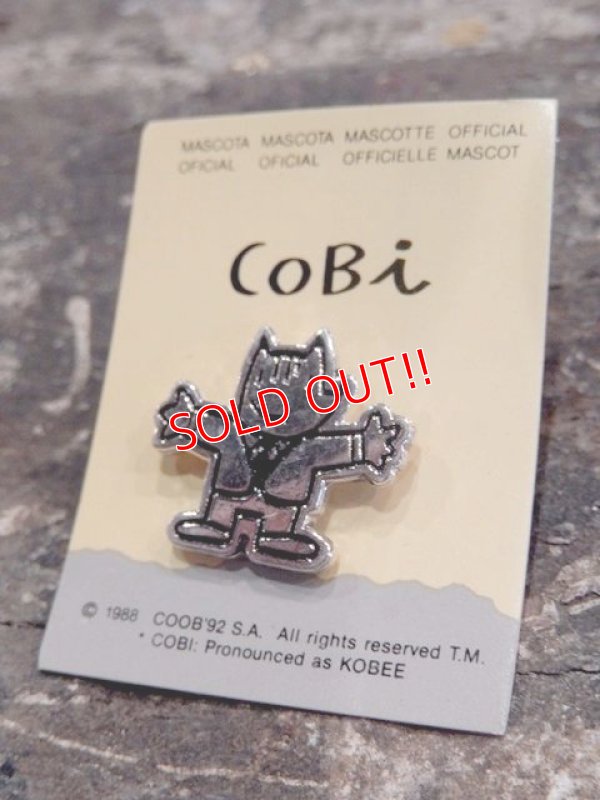 MASCOTA MASCOTA MASCOTTE OFFICIAL
OFICIAL OFICIAL OFFICIELLE MASCOT
CoBi
SOLD OUT!!
© 1988 COOB'92 S.A. All rights reserved T.M.
* COBI: Pronounced as KOBEE